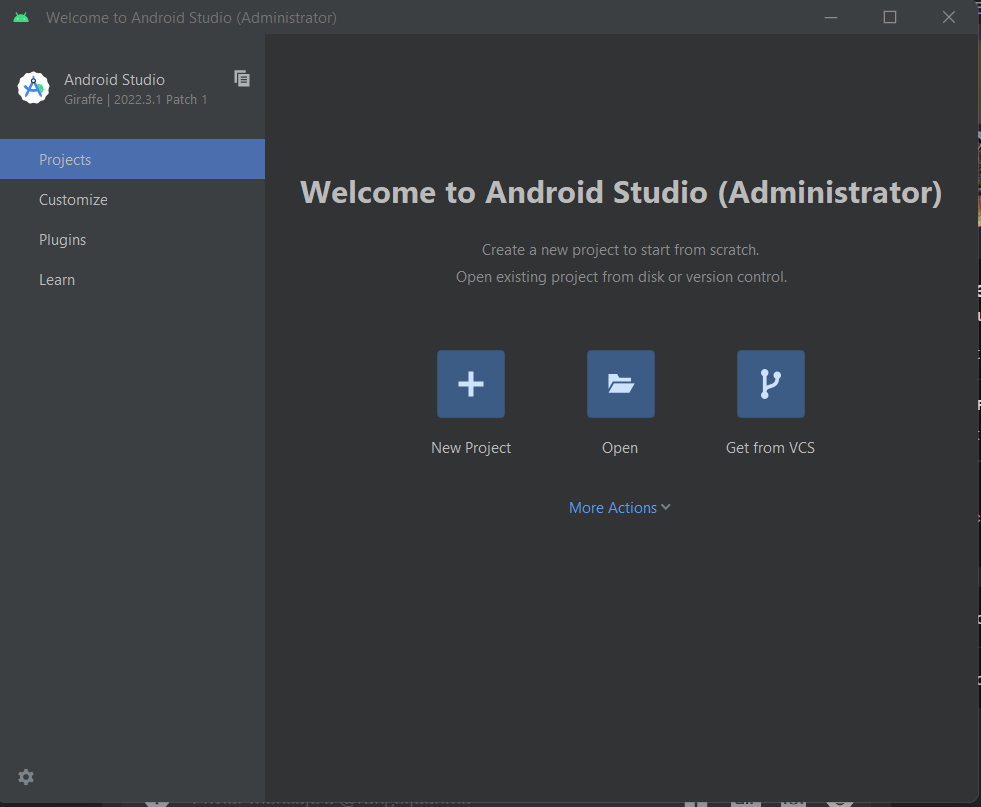 Welcome to Android Studio (Administrator)
Android Studio
Giraffe | 2022.3.1 Patch 1
Projects
Customize
Plugins
Learn
Welcome to Android Studio (Administrator)
Create a new project to start from scratch.
Open existing project from disk or version control.
New Project
Open
Get from VCS
More Actions